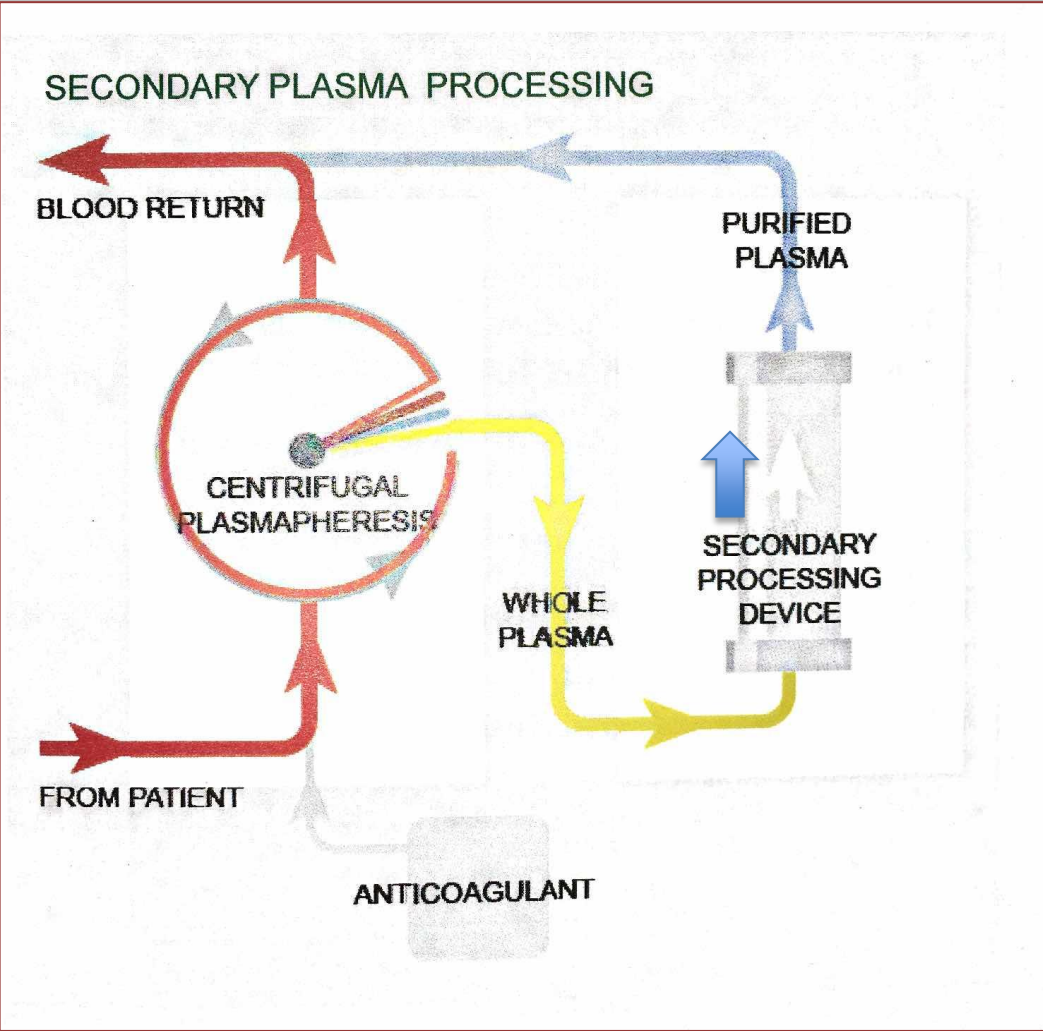 SECONDARY PLASMA PROCESSING
BLOOD RETURN
PURIFIED
PLASMA
CENTRIFUGAL
PLASMAPHERESIS
SECONDARY
PROCESSING
DEVICE
WHOLE
PLASMA
FROM PATIENT
ANTICOAGULANT